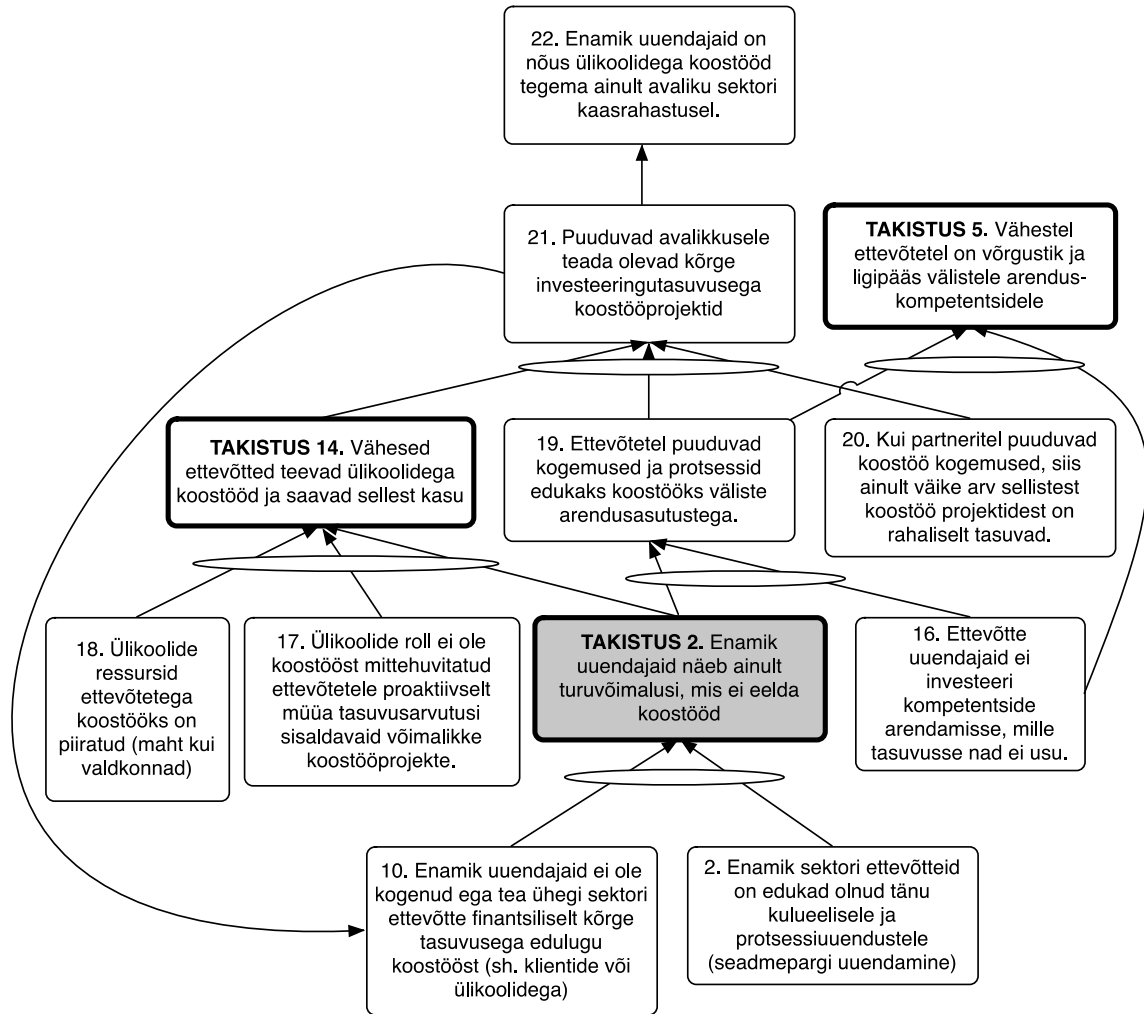 22. Enamik uuendajaid on
nõus ülikoolidega koostööd
tegema ainult avaliku sektori
kaasrahastusel.
21. Puuduvad avalikkusele
teada olevad kõrge
investeeringutasuvusega
koostööprojektid
TAKISTUS 5. Vähestel
ettevõtetel on võrgustik ja
ligipääs välistele arendus-
kompetentsidele
TAKISTUS 14. Vähesed
ettevõtted teevad ülikoolidega
koostööd ja saavad sellest kasu
19. Ettevõtetel puuduvad
kogemused ja protsessid
edukaks koostööks väliste
arendusasutustega.
20. Kui partneritel puuduvad
koostöö kogemused, siis
ainult väike arv sellistest
koostöö projektidest on
rahaliselt tasuvad.
18. Ülikoolide
ressursid
ettevõtetega
koostööks on
piiratud (maht kui
valdkonnad)
17. Ülikoolide roll ei ole
koostööst mittehuvitatud
ettevõtetele proaktiivselt
müüa tasuvusarvutusi
sisaldavaid võimalikke
koostööprojekte.
TAKISTUS 2. Enamik
uuendajaid näeb ainult
turuvõimalusi, mis ei eelda
koostööd
16. Ettevõtte
uuendajaid ei
investeeri
kompetentside
arendamisse, mille
tasuvusse nad ei usu.
10. Enamik uuendajaid ei ole
kogenud ega tea ühegi sektori
ettevõtte finantsiliselt kõrge
tasuvusega edulugu
koostööst (sh. klientide või
ülikoolidega)
2. Enamik sektori ettevõtteid
on edukad olnud tänu
kulueelisele ja
protsessiuuendustele
(seadmepargi uuendamine)